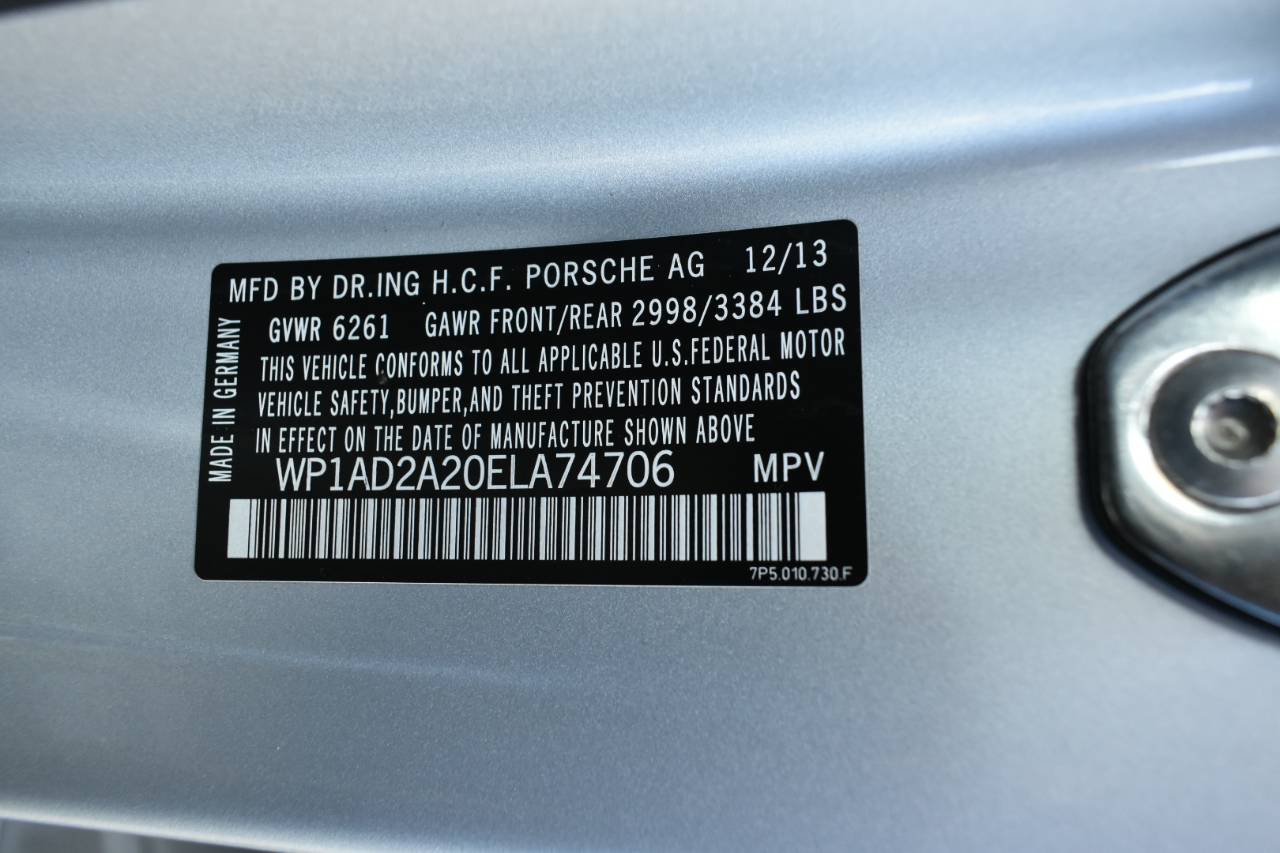 MFD BY DR.ING H.C.F. PORSCHE AG 12/13
GVWR 6261 GAWR FRONT/REAR 2998/3384 LBS
THIS VEHICLE CONFORMS TO ALL APPLICABLE U.S.FEDERAL MOTOR
VEHICLE SAFETY,BUMPER,AND THEFT PREVENTION STANDARDS
IN EFFECT ON THE DATE OF MANUFACTURE SHOWN ABOVE
WP1AD2A20ELA74706 MPV
7P5.010.730.F
MADE IN GERMANY